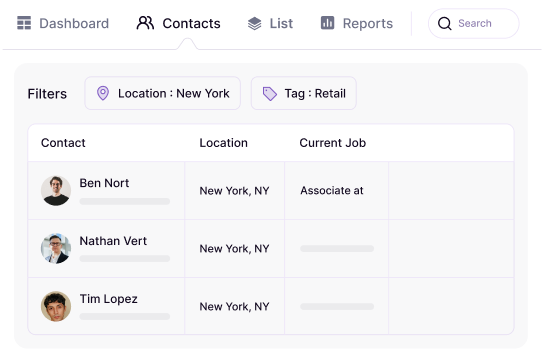 Dashboard Contacts List Reports Search
Filters Location : New York Tag : Retail
Contact Location Current Job
Ben Nort New York, NY Associate at
Nathan Vert New York, NY
Tim Lopez New York, NY